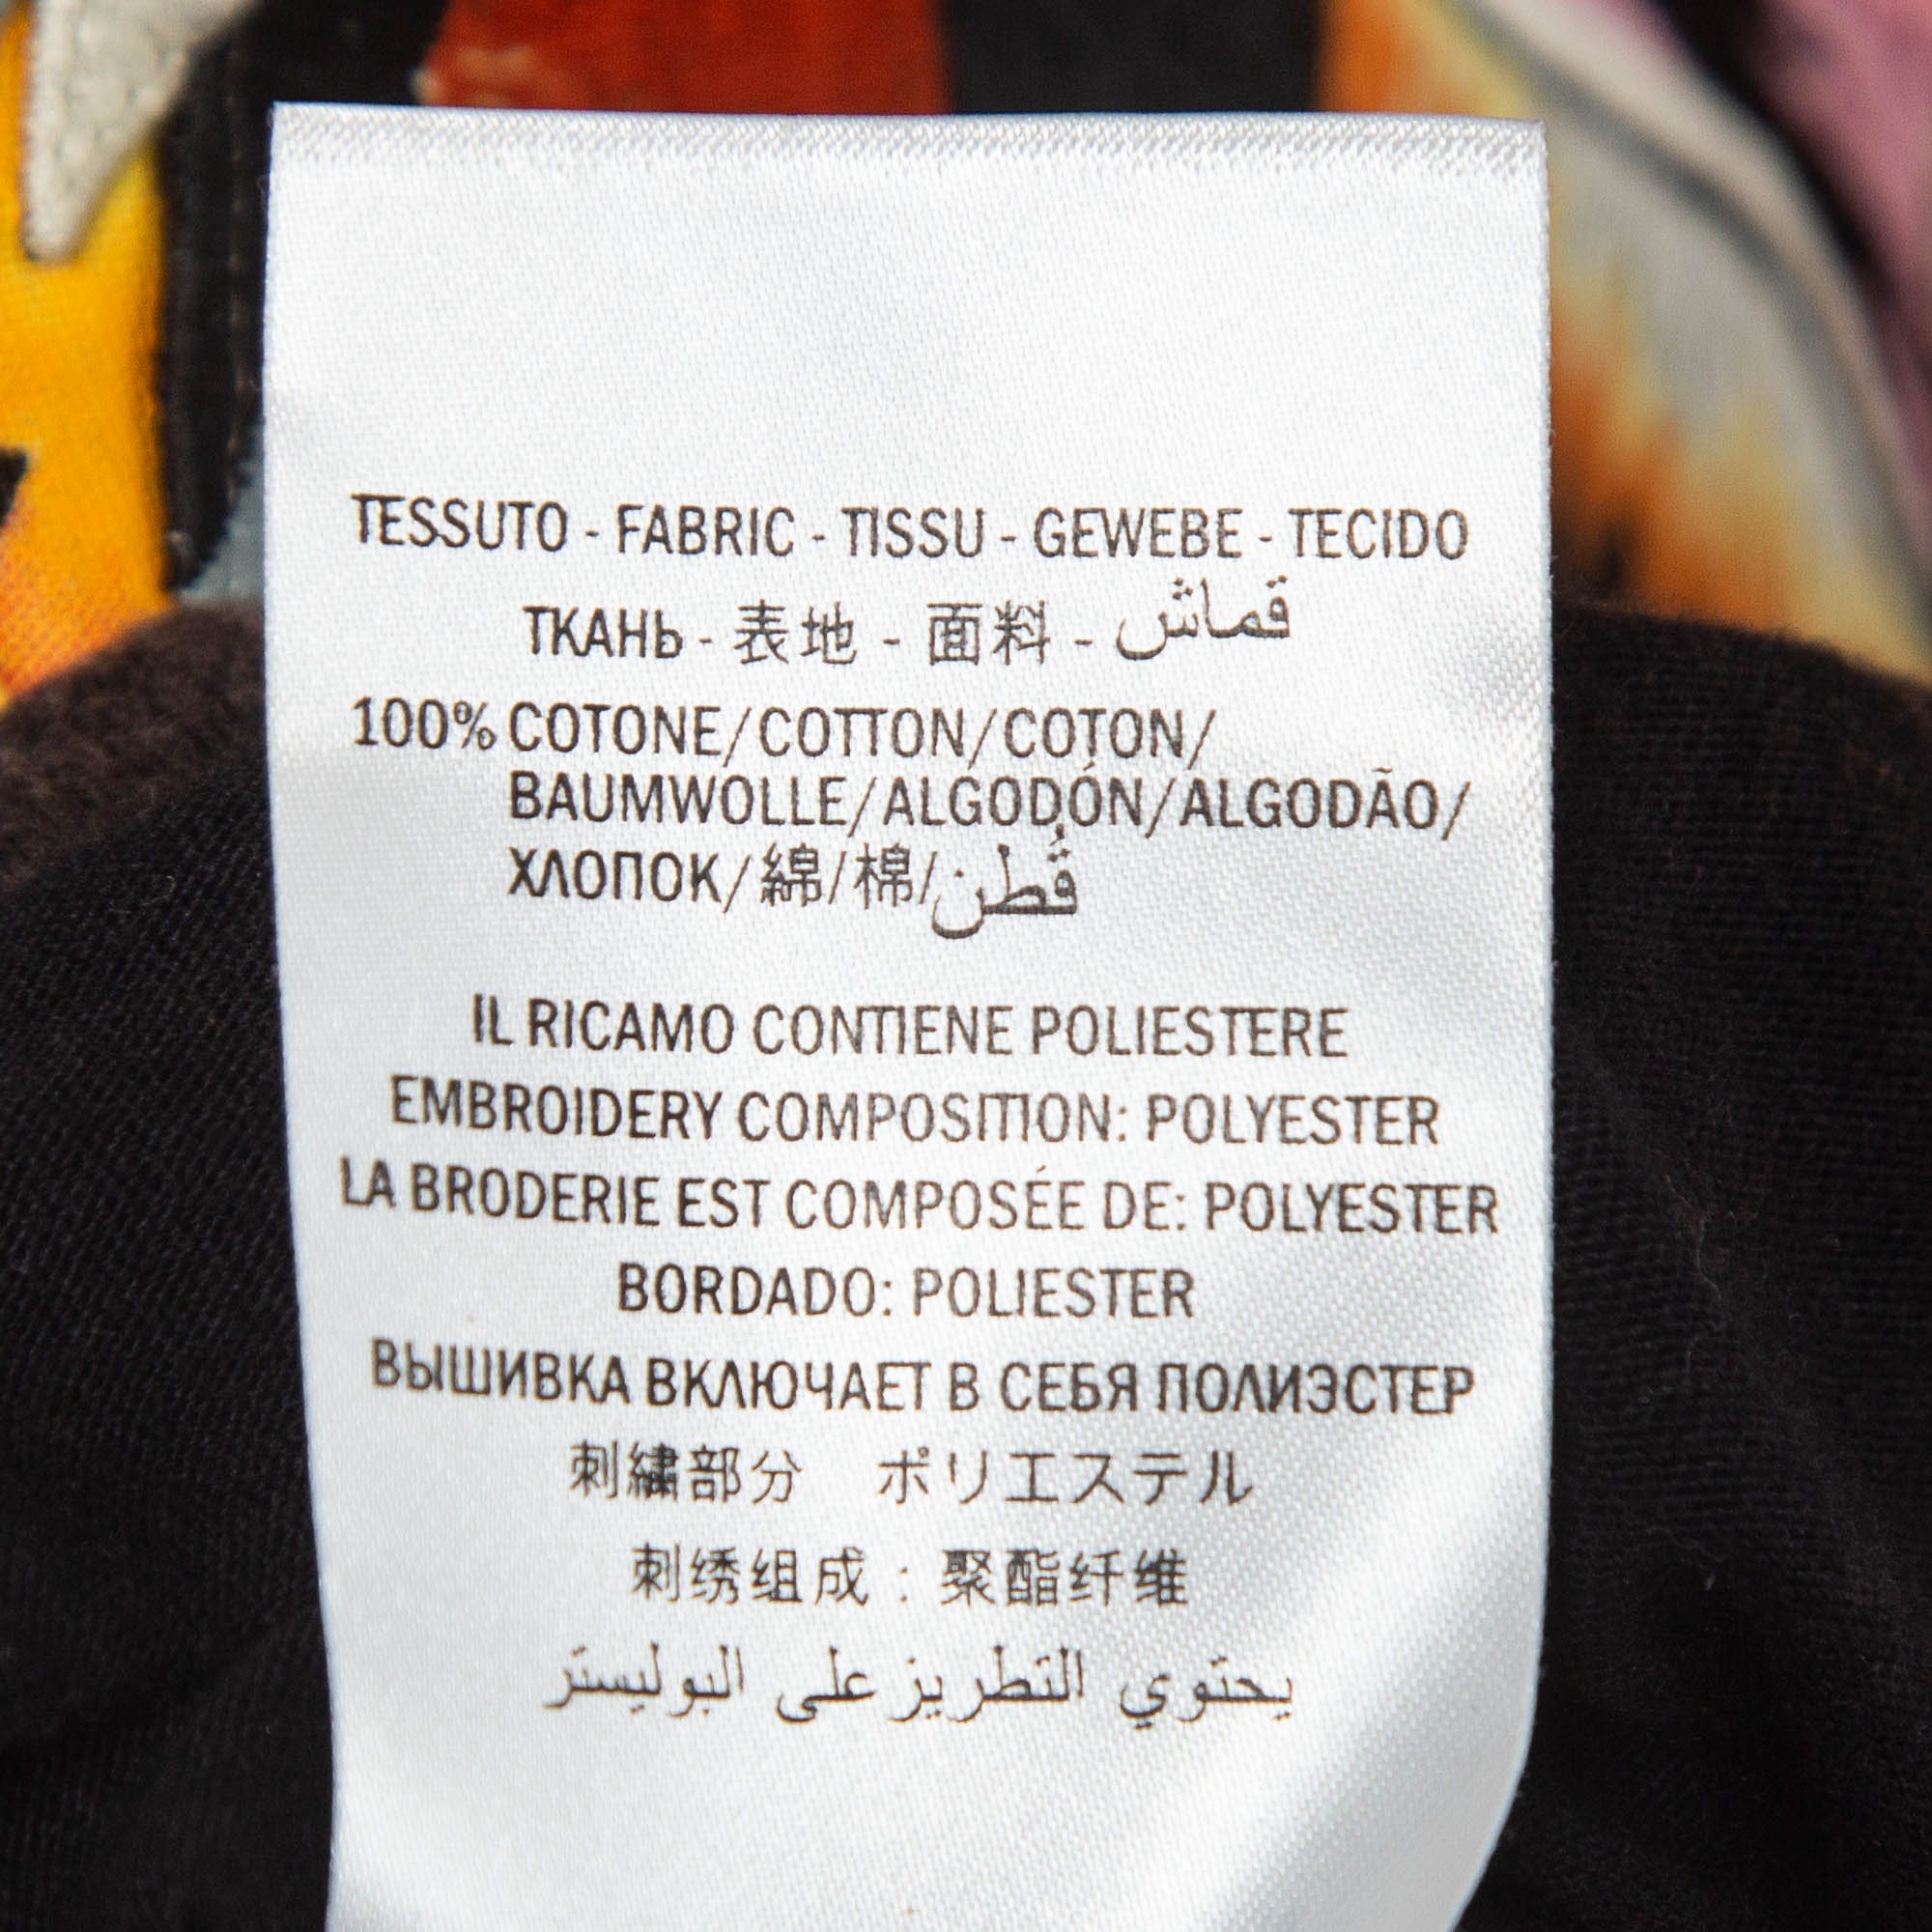 TESSUTO - FABRIC - TISSU - GEWEBE - TECIDO
ТКАНЬ - 表地 - 面料 - قماش
100% COTONE/COTTON/COTON/
BAUMWOLLE/ALGODÓN/ALGODÃO/
ХЛОПОК/綿/棉/قُطن
IL RICAMO CONTIENE POLIESTERE
EMBROIDERY COMPOSITION: POLYESTER
LA BRODERIE EST COMPOSÉE DE: POLYESTER
BORDADO: POLIESTER
ВЫШИВКА ВКЛЮЧАЕТ В СЕБЯ ПОЛИЭСТЕР
刺繍部分　ポリエステル
刺绣组成：聚酯纤维
يحتوي التطريز على البوليستر